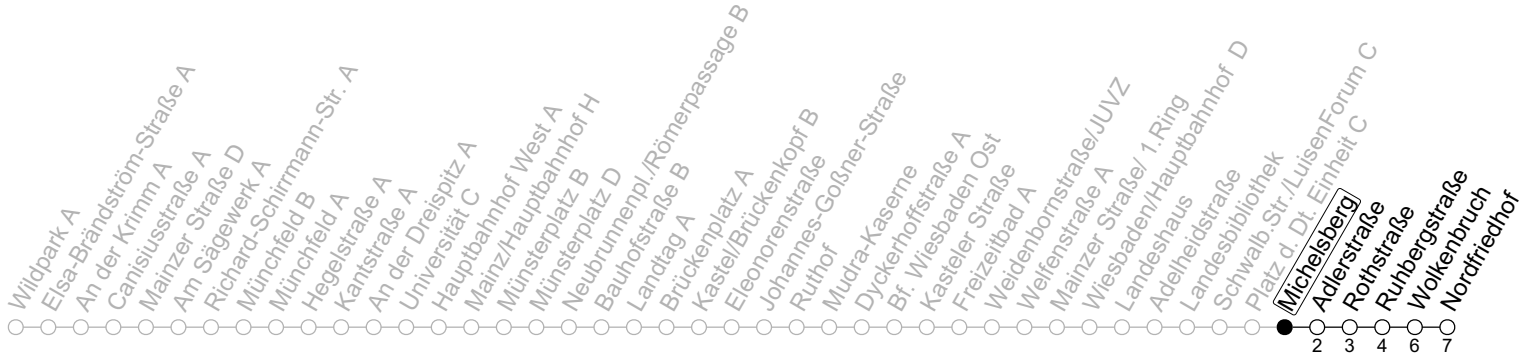 Wildpark A
Elsa-Brändström-Straße A
An der Krimm A
Canisiusstraße A
Mainzer Straße D
Am Sägewerk A
Richard-Schirrmann-Str. A
Münchfeld B
Münchfeld A
Hegelstraße A
Kantstraße A
An der Dreispitz A
Universität C
Hauptbahnhof West A
Mainz/Hauptbahnhof H
Münsterplatz B
Münsterplatz D
Neubrunnenpl./Römerpassage B
Bauhofstraße B
Landtag A
Brückenplatz A
Kastel/Brückenkopf B
Eleonorenstraße
Johannes-Goßner-Straße
Ruthof
Mudra-Kaserne
Dyckerhoffstraße A
Bf. Wiesbaden Ost
Kasteler Straße
Freizeitbad A
Weidenbornstraße/JUVZ
Welfenstraße A
Mainzer Straße/ 1.Ring
Wiesbaden/Hauptbahnhof D
Landeshaus
Adelheidstraße
Landesbibliothek
Schwalb.Str./LuisenForum C
Platz d. Dt. Einheit C
Michelsberg
Adlerstraße
Rothstraße
Ruhbergstraße
Wolkenbruch
Nordfriedhof
2 3 4 6 7